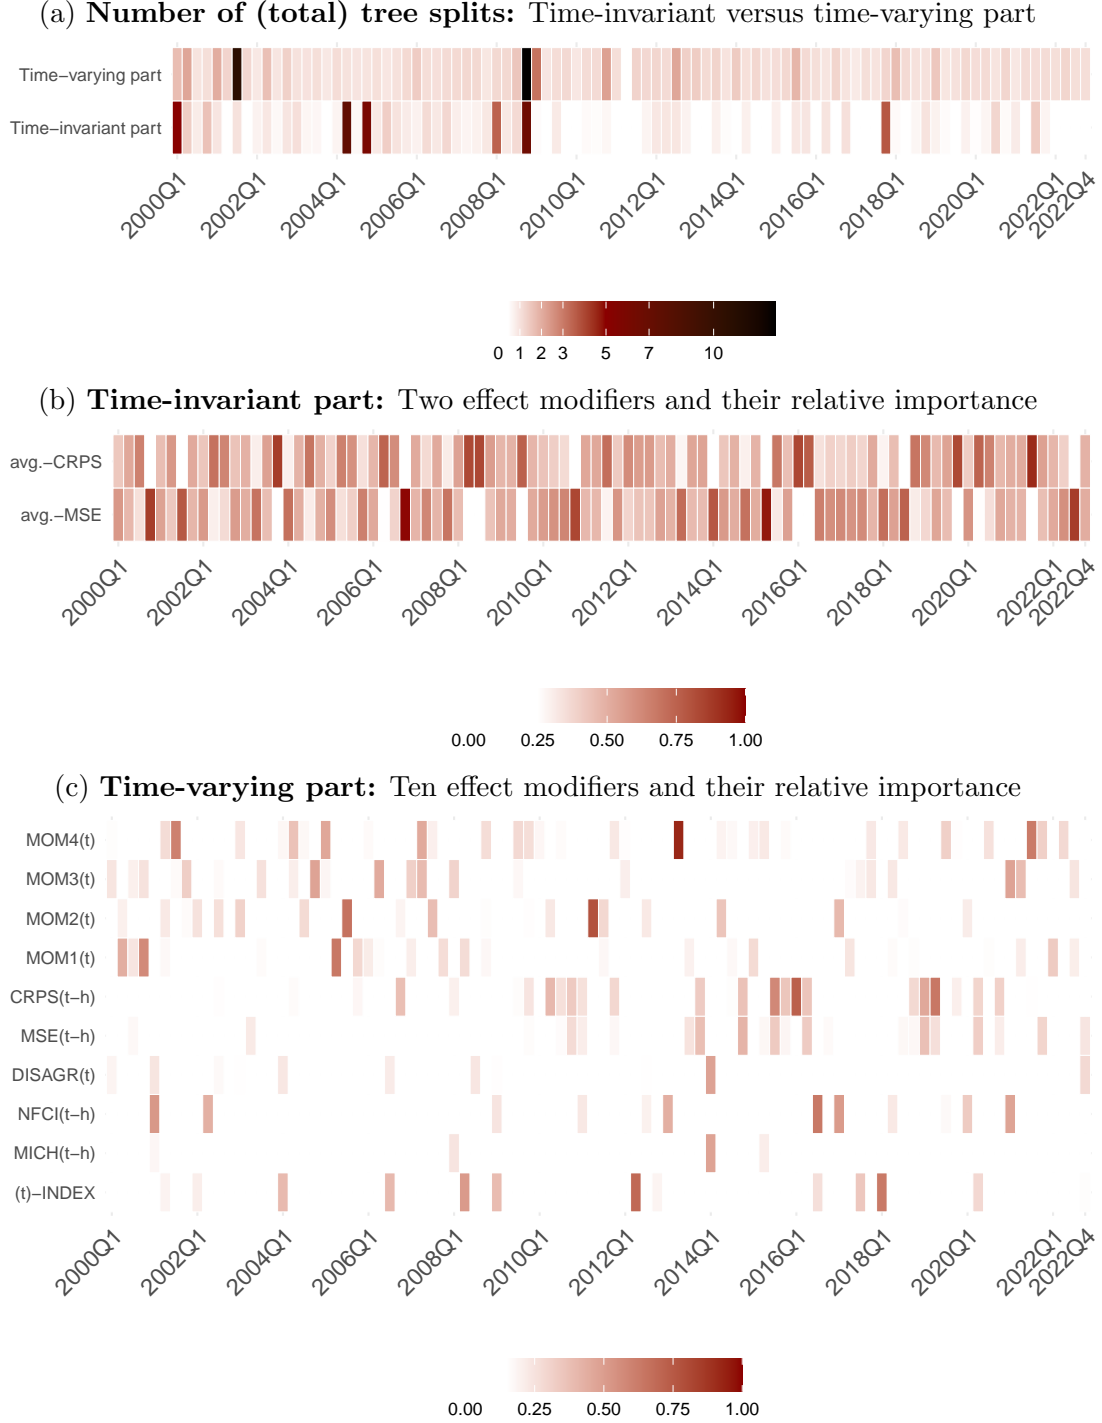 (a) Number of (total) tree splits: Time-invariant versus time-varying part
Time−varying part
Time−invariant part
2000Q1 2002Q1 2004Q1 2006Q1 2008Q1 2010Q1 2012Q1 2014Q1 2016Q1 2018Q1 2020Q1 2022Q1 2022Q4
0 1 2 3 5 7 10
(b) Time-invariant part: Two effect modifiers and their relative importance
avg.−CRPS
avg.−MSE
2000Q1 2002Q1 2004Q1 2006Q1 2008Q1 2010Q1 2012Q1 2014Q1 2016Q1 2018Q1 2020Q1 2022Q1 2022Q4
0.00 0.25 0.50 0.75 1.00
(c) Time-varying part: Ten effect modifiers and their relative importance
MOM4(t)
MOM3(t)
MOM2(t)
MOM1(t)
CRPS(t−h)
MSE(t−h)
DISAGR(t)
NFCI(t−h)
MICH(t−h)
(t)−INDEX
2000Q1 2002Q1 2004Q1 2006Q1 2008Q1 2010Q1 2012Q1 2014Q1 2016Q1 2018Q1 2020Q1 2022Q1 2022Q4
0.00 0.25 0.50 0.75 1.00